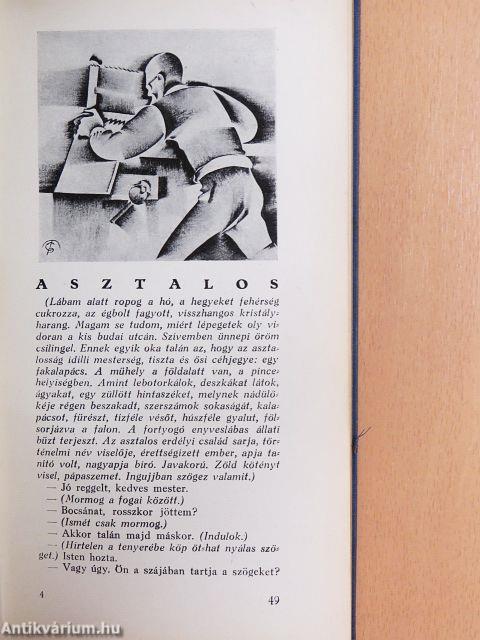 ASZTALOS
(Lábam alatt ropog a hó, a hegyeket fehérség
cukrozza, az égbolt fagyott, visszhangos kristály-
harang. Magam se tudom, miért lépegetek oly
vidoran a kis budai utcán. Szivemben ünnepi öröm
csilingel. Ennek egyik oka talán az, hogy az aszta-
losság idilli mesterség, tiszta és ősi céhjegye: egy
fakalapács. A műhely a földalatt van, a pince-
helyiségben. Amint lebotorkálok, deszkákat látok,
ágyakat, egy züllött hintaszéket, melynek nádülő-
kéje régen beszakadt, szerszámok sokaságát, kala-
pácsot, fürészt, tizféle vésőt, húszféle gyalut, föl-
sorjázva a falon. A fortyogó enyveslábas állati
bűzt terjeszt. Az asztalos erdélyi család sarja, tör-
ténelmi név viselője, érettségizett ember, apja ta-
nító volt, nagyapja biró. Javakorú. Zöld kötényt
visel, pápaszemet. Ingujjban szögez valamit.)
— Jó reggelt, kedves mester.
— (Mormog a fogai között.)
— Bocsánat, rosszkor jöttem?
— (Ismét csak mormog.)
— Akkor talán majd máskor. (Indulok.)
— (Hirtelen a tenyerébe köp öt-hat nyálas szö-
get.) Isten hozta.
— Vagy úgy. Ön a szájában tartja a szögeket?
4
49
Antikvárium.hu